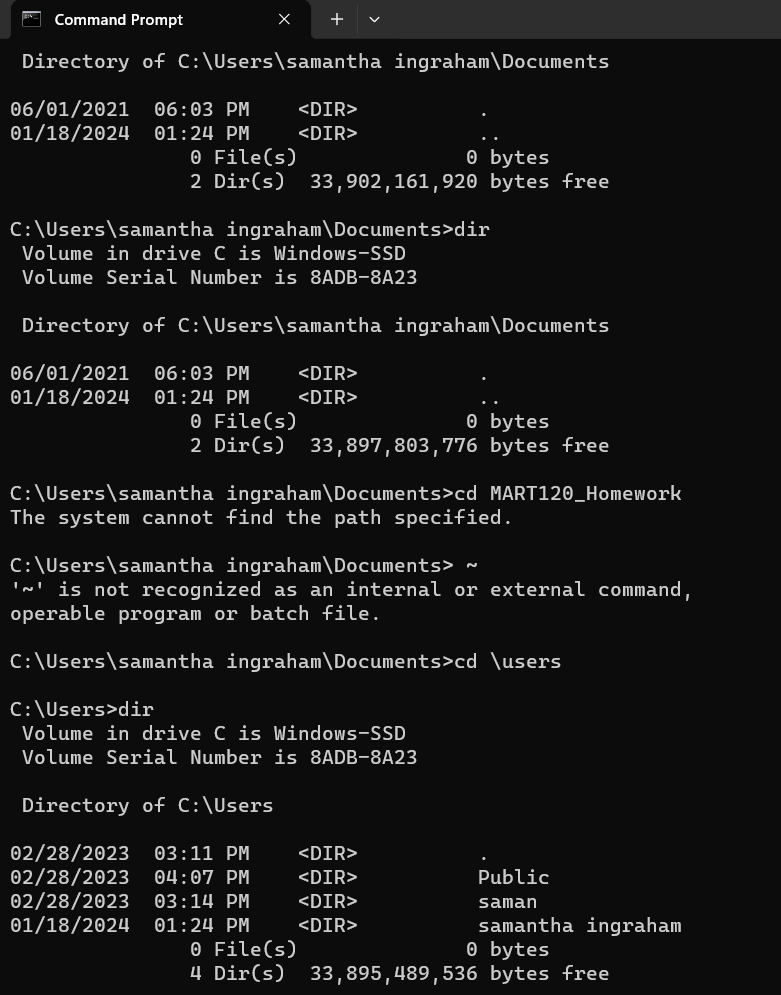 Command Prompt
 Directory of C:\Users\samantha ingraham\Documents
06/01/2021  06:03 PM    <DIR>          .
01/18/2024  01:24 PM    <DIR>          ..
               0 File(s)              0 bytes
               2 Dir(s)  33,902,161,920 bytes free
C:\Users\samantha ingraham\Documents>dir
 Volume in drive C is Windows-SSD
 Volume Serial Number is 8ADB-8A23
 Directory of C:\Users\samantha ingraham\Documents
06/01/2021  06:03 PM    <DIR>          .
01/18/2024  01:24 PM    <DIR>          ..
               0 File(s)              0 bytes
               2 Dir(s)  33,897,803,776 bytes free
C:\Users\samantha ingraham\Documents>cd MART120_Homework
The system cannot find the path specified.
C:\Users\samantha ingraham\Documents> ~
'~' is not recognized as an internal or external command,
operable program or batch file.
C:\Users\samantha ingraham\Documents>cd \users
C:\Users>dir
 Volume in drive C is Windows-SSD
 Volume Serial Number is 8ADB-8A23
 Directory of C:\Users
02/28/2023  03:11 PM    <DIR>          .
02/28/2023  04:07 PM    <DIR>          Public
02/28/2023  03:14 PM    <DIR>          saman
01/18/2024  01:24 PM    <DIR>          samantha ingraham
               0 File(s)              0 bytes
               4 Dir(s)  33,895,489,536 bytes free